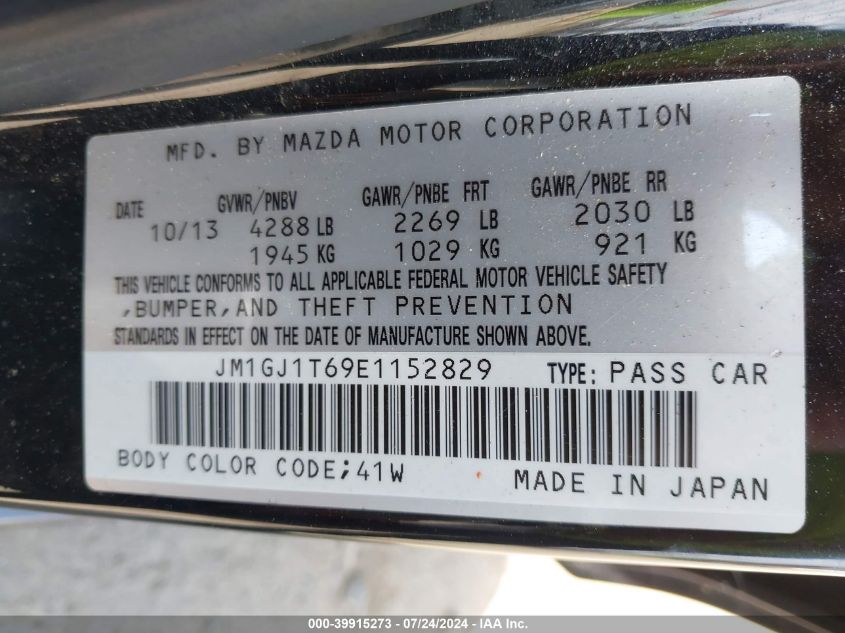 MFD. BY MAZDA MOTOR CORPORATION
DATE GVWR/PNBV GAWR/PNBE FRT GAWR/PNBE RR
10/13 4288 LB 2269 LB 2030 LB
1945 KG 1029 KG 921 KG
THIS VEHICLE CONFORMS TO ALL APPLICABLE FEDERAL MOTOR VEHICLE SAFETY
,BUMPER,AND THEFT PREVENTION
STANDARDS IN EFFECT ON THE DATE OF MANUFACTURE SHOWN ABOVE.
JM1GJ1T69E1152829 TYPE: PASS CAR
BODY COLOR CODE;41W MADE IN JAPAN
000-39915273 - 07/24/2024 - IAA Inc.